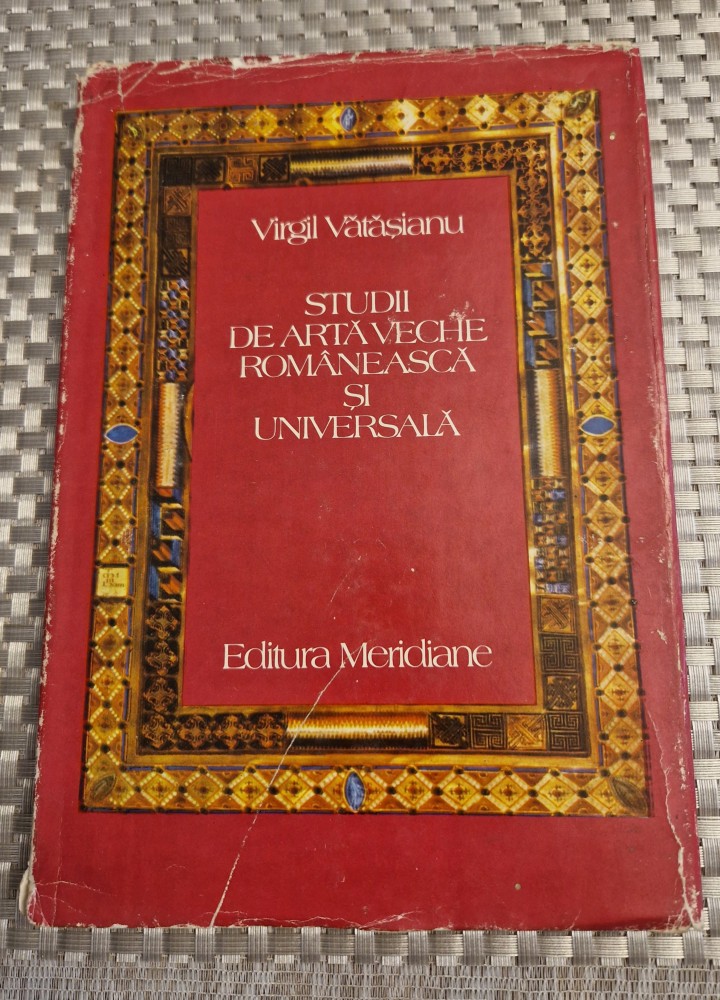 Virgil Vătășianu
STUDII
DE ARTĂ VECHE
ROMÂNEASCĂ
ȘI
UNIVERSALĂ
Editura Meridiane